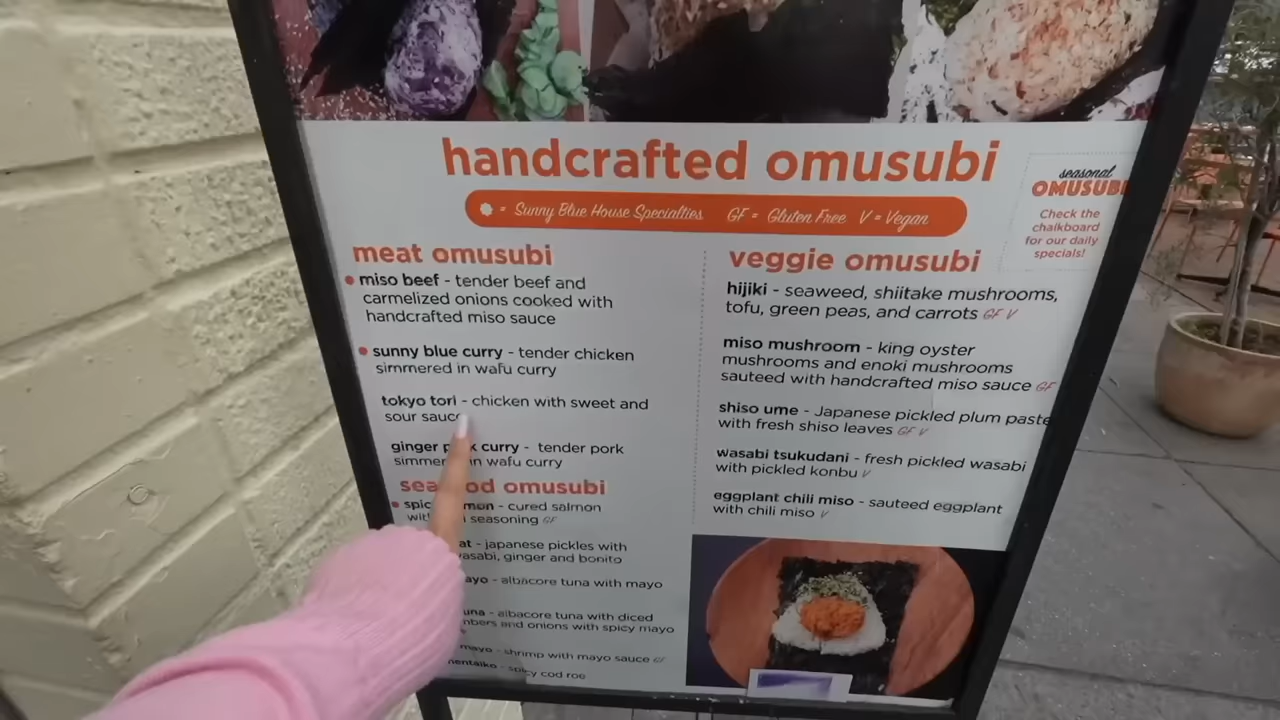 handcrafted omusubi
= Sunny Blue House Specialties GF = Gluten Free V = Vegan
seasonal
OMUSUBI
Check the
chalkboard
for our daily
specials!
meat omusubi
miso beef - tender beef and
carmelized onions cooked with
handcrafted miso sauce
sunny blue curry - tender chicken
simmered in wafu curry
tokyo tori - chicken with sweet and
sour sauce
ginger curry - tender pork
in wafu curry
omusubi
- cured salmon
seasoning GF
- japanese pickles with
wasabi, ginger and bonito
- albacore tuna with mayo
- albacore tuna with diced
and onions with spicy mayo
mayo - shrimp with mayo sauce GF
mentaiko - spicy cod roe
veggie omusubi
hijiki - seaweed, shiitake mushrooms,
tofu, green peas, and carrots GF V
miso mushroom - king oyster
mushrooms and enoki mushrooms
sauteed with handcrafted miso sauce GF
shiso ume - Japanese pickled plum paste
with fresh shiso leaves GF V
wasabi tsukudani - fresh pickled wasabi
with pickled konbu V
eggplant chili miso - sauteed eggplant
with chili miso V